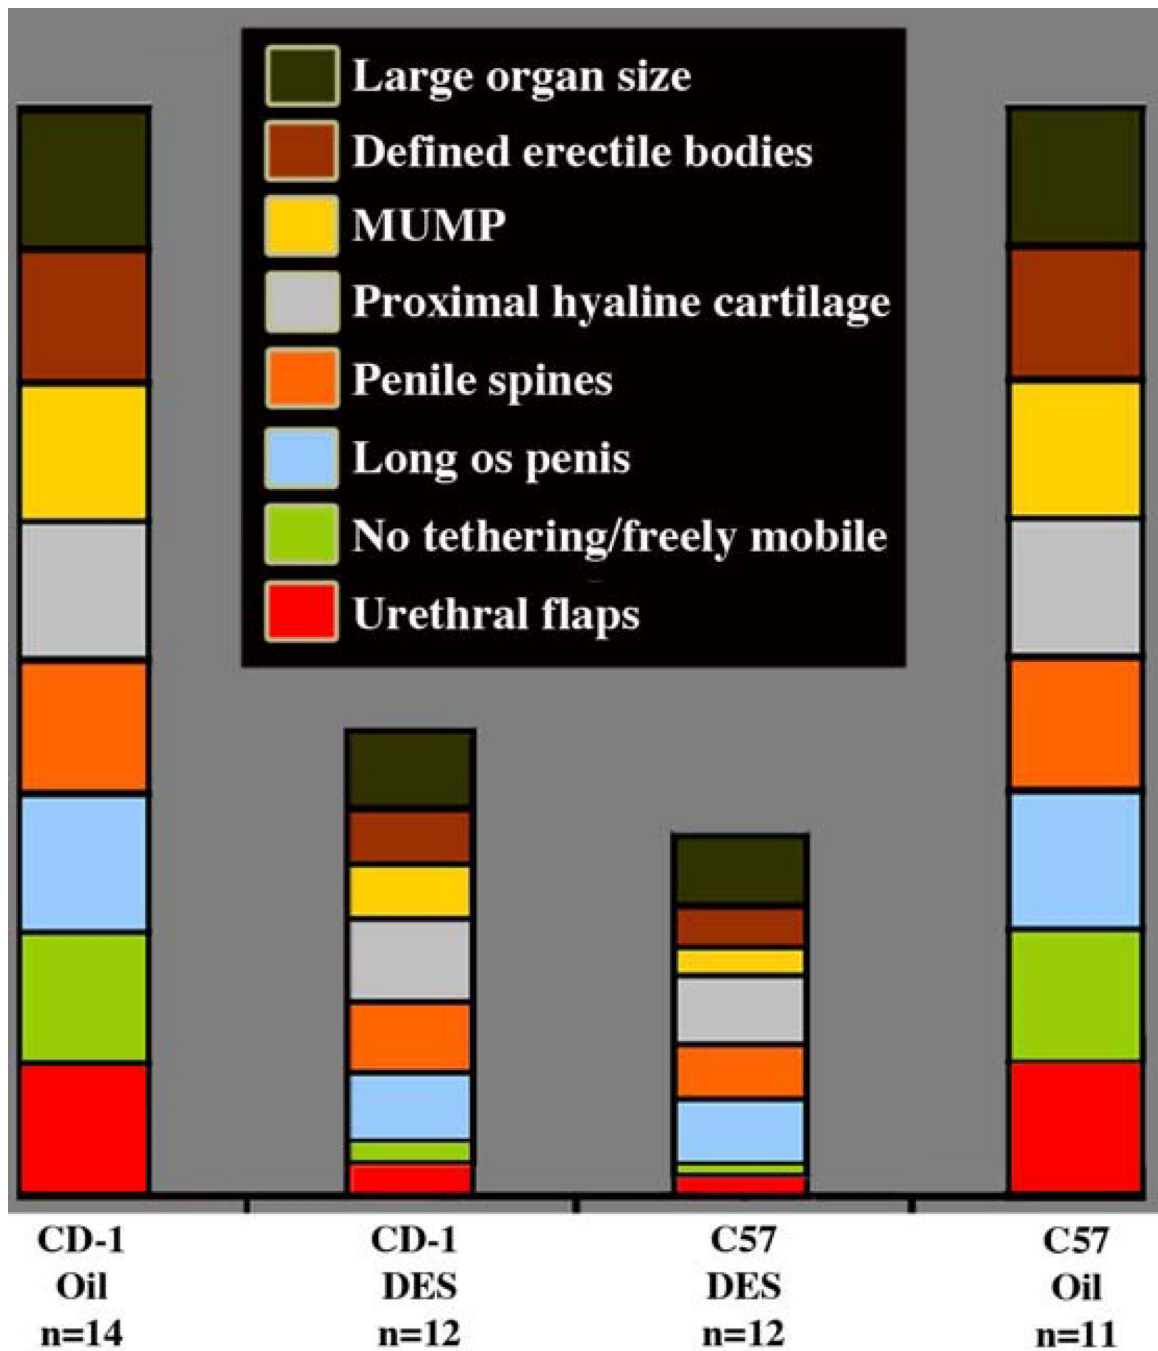 Large organ size
Defined erectile bodies
MUMP
Proximal hyaline cartilage
Penile spines
Long os penis
No tethering/freely mobile
Urethral flaps
CD-1
Oil
n=14
CD-1
DES
n=12
C57
DES
n=12
C57
Oil
n=11